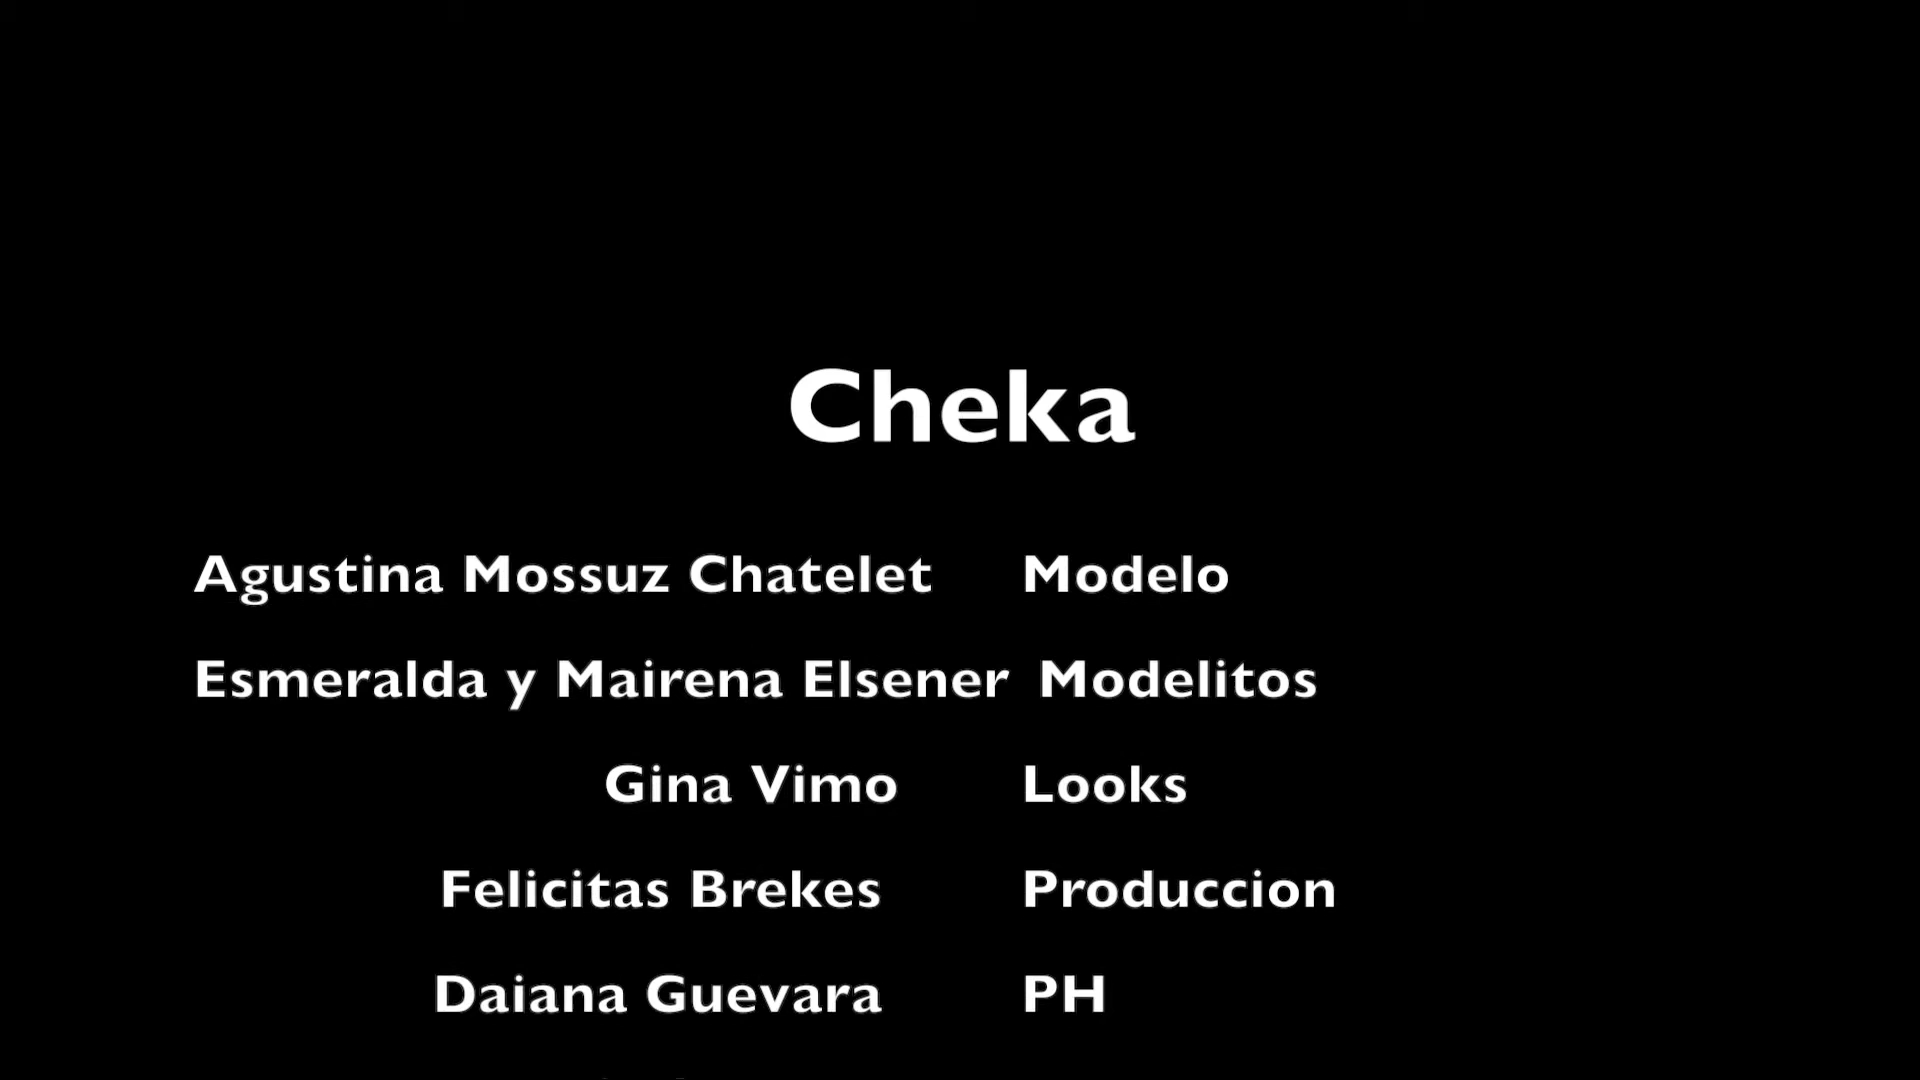 Cheka
Agustina Mossuz Chatelet Modelo
Esmeralda y Mairena Elsener Modelitos
Gina Vimo Looks
Felicitas Brekes Produccion
Daiana Guevara PH